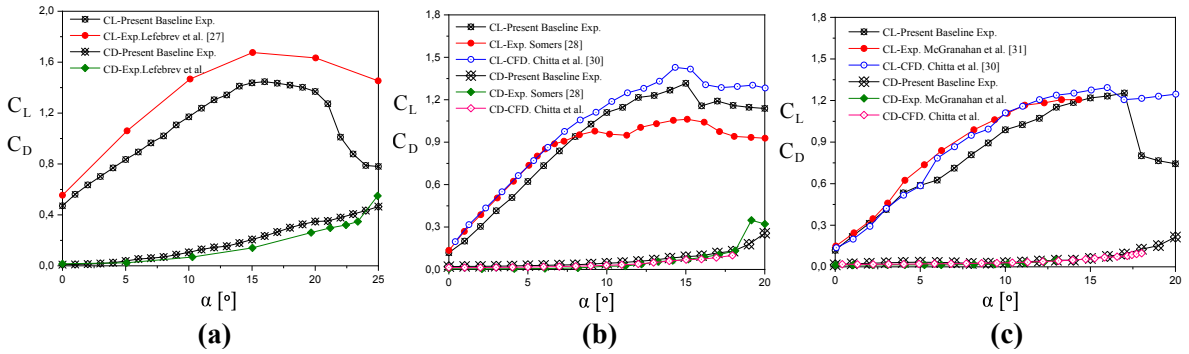 CL-Present Baseline Exp.
CL-Exp.Lefebrev et al. [27]
CD-Present Baseline Exp.
CD-Exp.Lefebrev et al
2,0
1,6
1,2
0,8
0,4
0,0
C L
C D
0 5 10 15 20 25
α [°]
(a)
CL-Present Baseline Exp.
CL-Exp. Somers [28]
CL-CFD. Chitta et al. [30]
CD-Present Baseline Exp.
CD-Exp. Somers [28]
CD-CFD. Chitta et al.
1.8
1.5
1.2
0.9
0.6
0.3
0.0
C L
C D
0 5 10 15 20
α [°]
(b)
CL-Present Baseline Exp.
CL-Exp. McGranahan et al. [31]
CL-CFD. Chitta et al. [30]
CD-Present Baseline Exp.
CD-Exp. McGranahan et al.
CD-CFD. Chitta et al.
1.8
1.5
1.2
0.9
0.6
0.3
0.0
C L
C D
0 5 10 15 20
α [°]
(c)